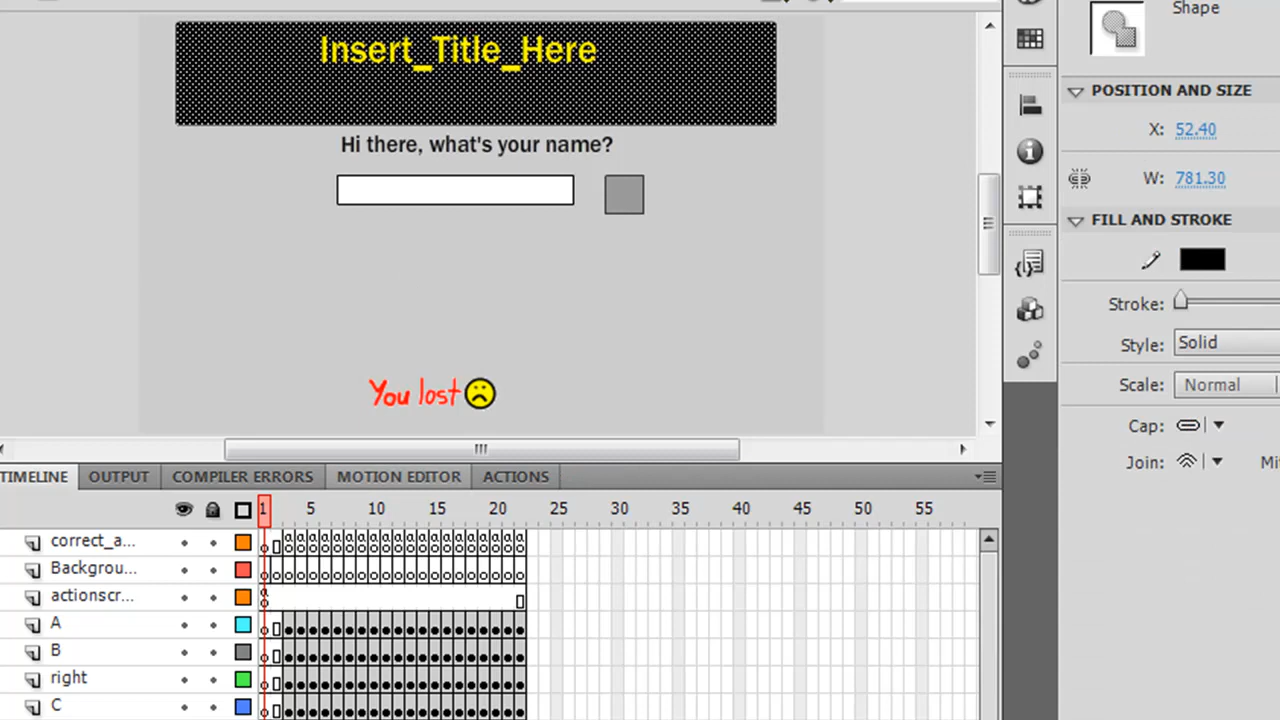 Insert_Title_Here
Hi there, what's your name?
You lost
Shape
POSITION AND SIZE
X: 52.40
W: 781.30
FILL AND STROKE
Stroke:
Style: Solid
Scale: Normal
Cap:
Join:
TIMELINE OUTPUT COMPILER ERRORS MOTION EDITOR ACTIONS
1 5 10 15 20 25 30 35 40 45 50 55
correct_a...
Backgrou...
actionscr...
A
B
right
C